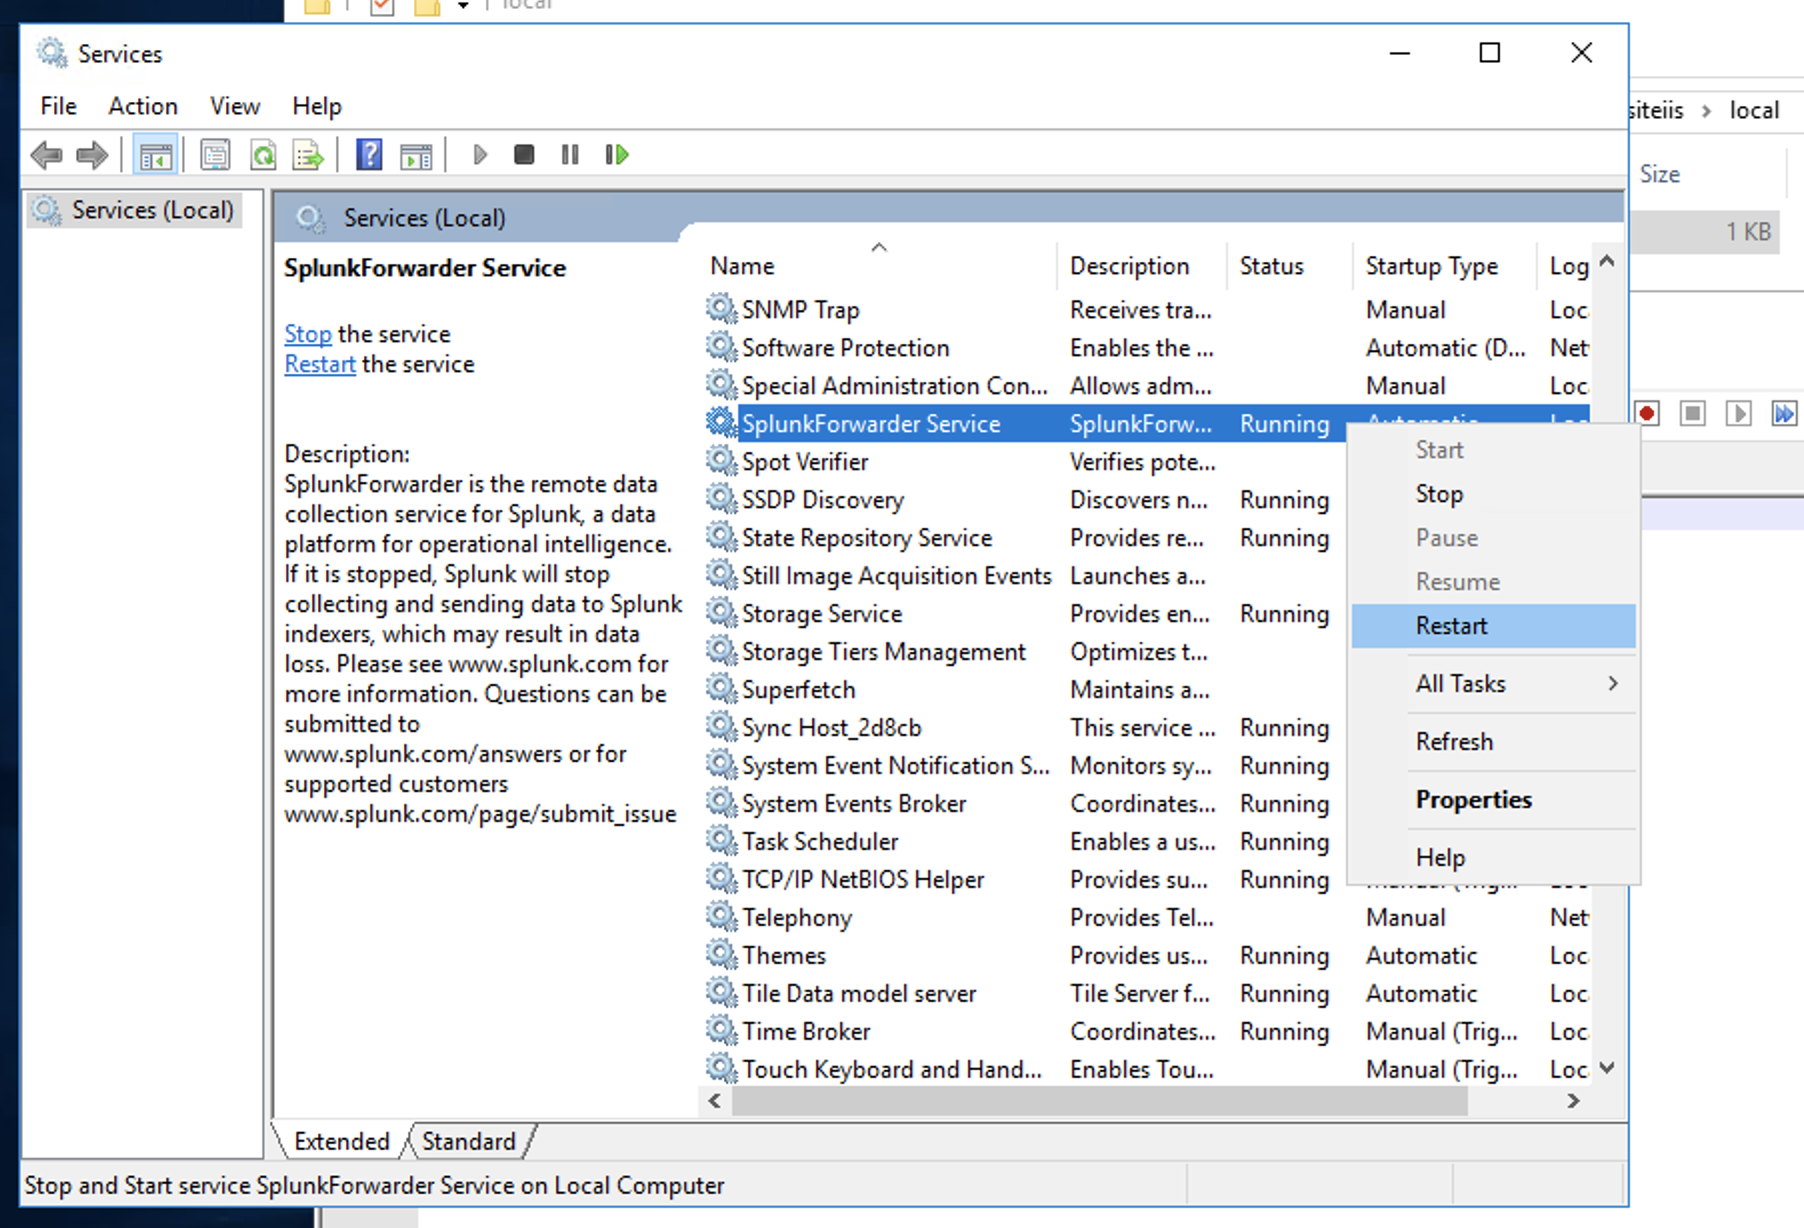 local
Services
File Action View Help
siteiis > local
Size
1 KB
Services (Local)
Services (Local)
SplunkForwarder Service
Stop the service
Restart the service
Description:
SplunkForwarder is the remote data
collection service for Splunk, a data
platform for operational intelligence.
If it is stopped, Splunk will stop
collecting and sending data to Splunk
indexers, which may result in data
loss. Please see www.splunk.com for
more information. Questions can be
submitted to
www.splunk.com/answers or for
supported customers
www.splunk.com/page/submit_issue
Name Description Status Startup Type Log
SNMP Trap Receives tra... Manual Loc
Software Protection Enables the ... Automatic (D... Net
Special Administration Con... Allows adm... Manual Loc
SplunkForwarder Service SplunkForw... Running Automatic Loc
Spot Verifier Verifies pote...
SSDP Discovery Discovers n... Running
State Repository Service Provides re... Running
Still Image Acquisition Events Launches a...
Storage Service Provides en... Running
Storage Tiers Management Optimizes t...
Superfetch Maintains a...
Sync Host_2d8cb This service ... Running
System Event Notification S... Monitors sy... Running
System Events Broker Coordinates... Running
Task Scheduler Enables a us... Running
TCP/IP NetBIOS Helper Provides su... Running Manual (Trig... Loc
Telephony Provides Tel... Manual Net
Themes Provides us... Running Automatic Loc
Tile Data model server Tile Server f... Running Automatic Loc
Time Broker Coordinates... Running Manual (Trig... Loc
Touch Keyboard and Hand... Enables Tou... Manual (Trig... Loc
Start
Stop
Pause
Resume
Restart
All Tasks >
Refresh
Properties
Help
Extended Standard
Stop and Start service SplunkForwarder Service on Local Computer